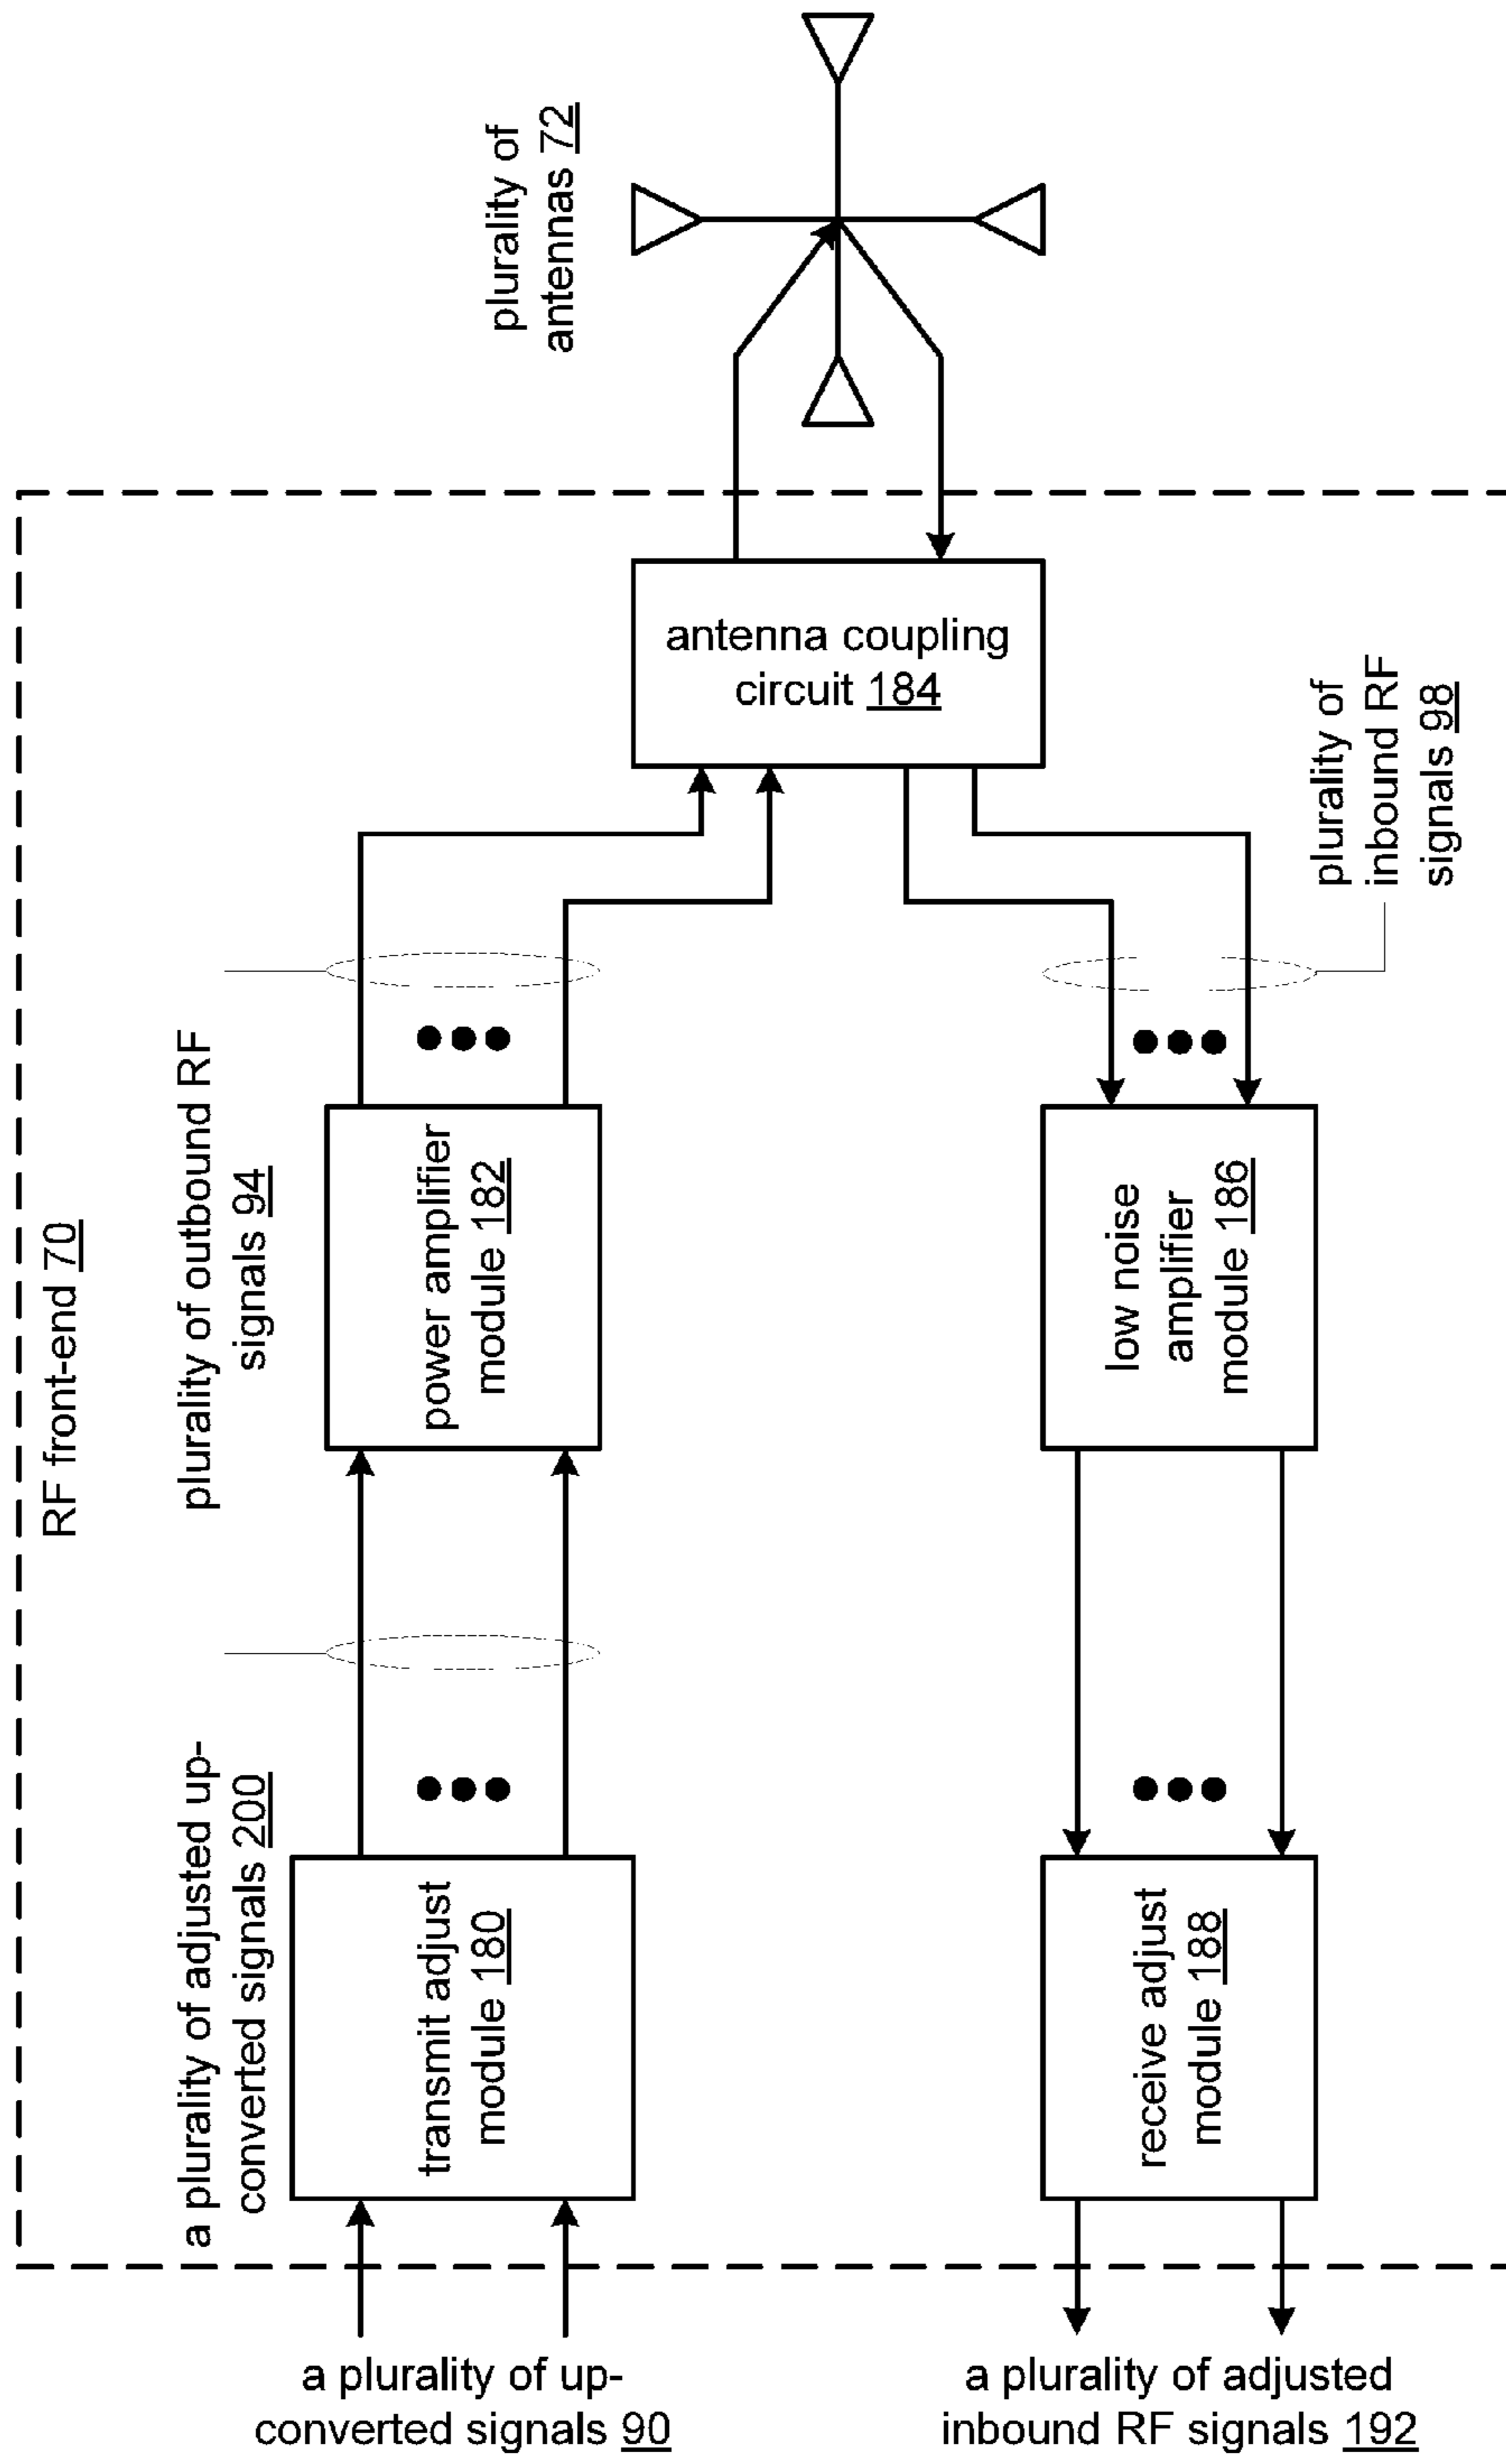 plurality of
antennas 72
antenna coupling
circuit 184
plurality of
inbound RF
signals 98
RF front-end 70
plurality of outbound RF
signals 94
power amplifier
module 182
low noise
amplifier
module 186
a plurality of adjusted up-
converted signals 200
transmit adjust
module 180
receive adjust
module 188
a plurality of up-
converted signals 90
a plurality of adjusted
inbound RF signals 192